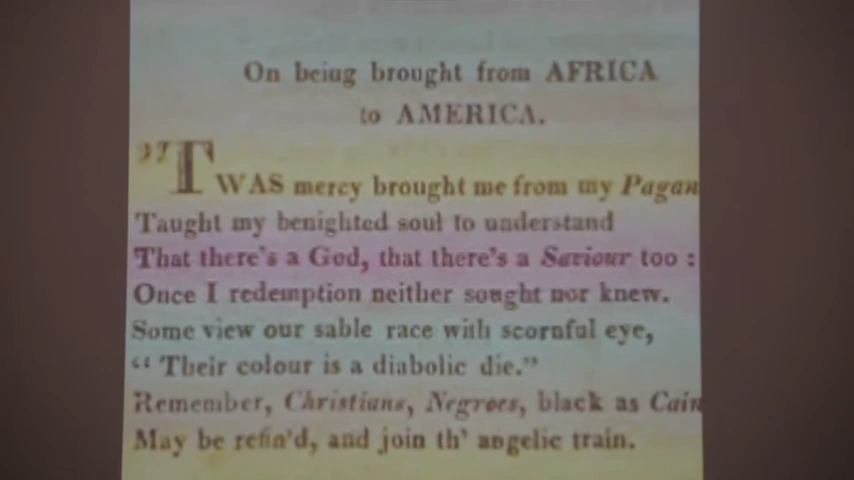 On being brought from AFRICA
to AMERICA.
'TWAS mercy brought me from my Pagan
Taught my benighted soul to understand
That there's a God, that there's a Saviour too :
Once I redemption neither sought nor knew.
Some view our sable race with scornful eye,
" Their colour is a diabolic die."
Remember, Christians, Negroes, black as Cain
May be refin'd, and join th' angelic train.